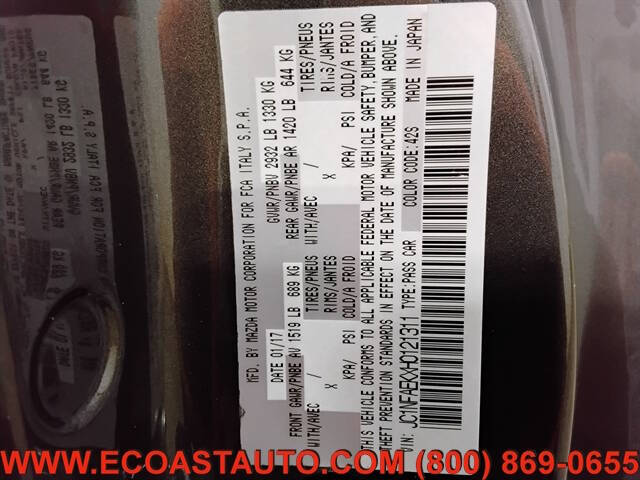 MFD. BY MAZDA MOTOR CORPORATION FOR FCA ITALY S.P.A.
DATE 01/17 GVWR/PNBV 2932 LB 1330 KG
FRONT GAWR/PNBE AV 1519 LB 689 KG REAR GAWR/PNBE AR 1420 LB 644 KG
WITH/AVEC TIRES/PNEUS WITH/AVEC TIRES/PNEUS
X RIMS/JANTES X RIMS/JANTES
KPA/ PSI COLD/A FROID KPA/ PSI COLD/A FROID
THIS VEHICLE CONFORMS TO ALL APPLICABLE FEDERAL MOTOR VEHICLE SAFETY, BUMPER, AND
THEFT PREVENTION STANDARDS IN EFFECT ON THE DATE OF MANUFACTURE SHOWN ABOVE.
VIN: JC1NFAEKXH0121311 TYPE:PASS CAR COLOR CODE:42S MADE IN JAPAN
WWW.ECOASTAUTO.COM (800) 869-0655